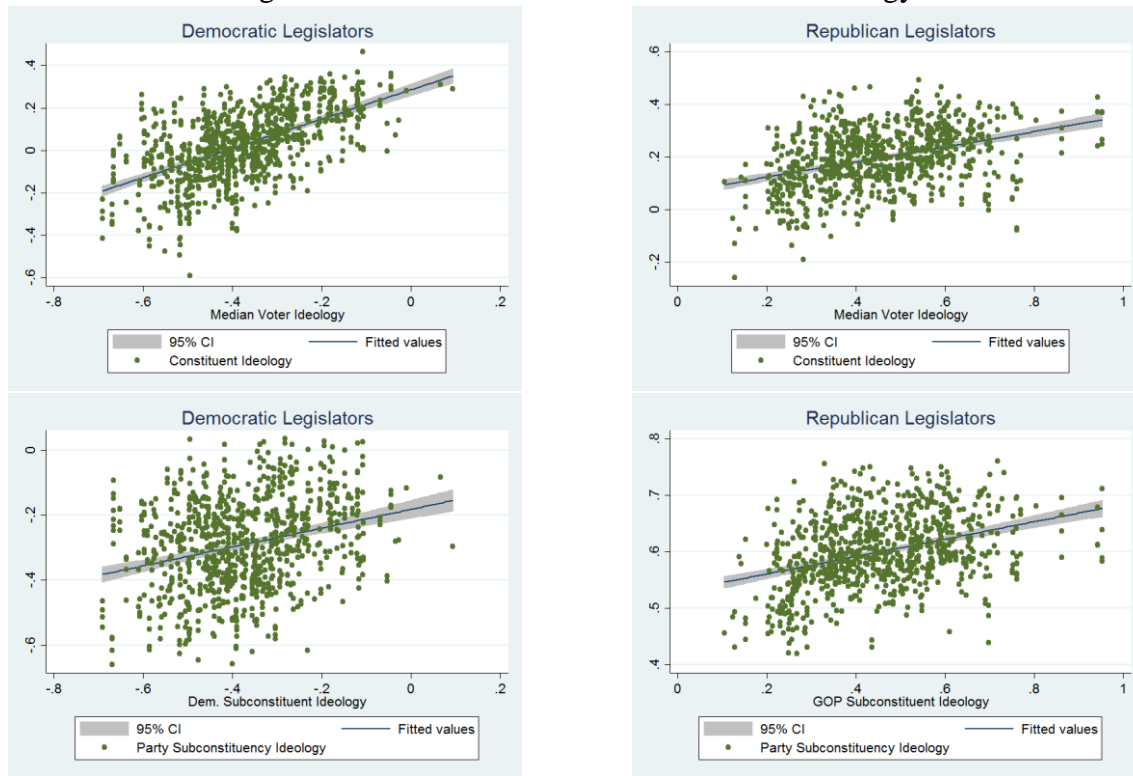 Democratic Legislators
.4
.2
0
-.2
-.4
-.6
-.8 -.6 -.4 -.2 0 .2
Median Voter Ideology
95% CI Fitted values
Constituent Ideology
Republican Legislators
.6
.4
.2
0
-.2
0 .2 .4 .6 .8 1
Median Voter Ideology
95% CI Fitted values
Constituent Ideology
Democratic Legislators
0
-.2
-.4
-.6
-.8 -.6 -.4 -.2 0 .2
Dem. Subconstituent Ideology
95% CI Fitted values
Party Subconstituency Ideology
Republican Legislators
.8
.7
.6
.5
.4
0 .2 .4 .6 .8 1
GOP Subconstituent Ideology
95% CI Fitted values
Party Subconstituency Ideology